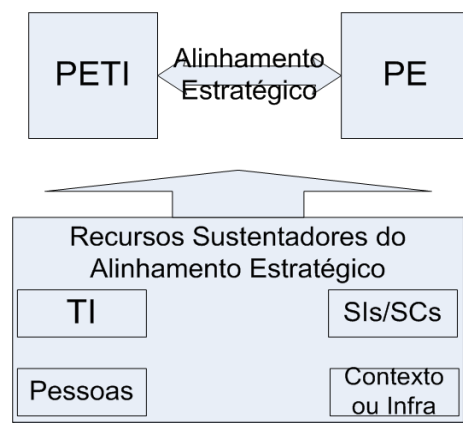 PETI
Alinhamento
Estratégico
PE
Recursos Sustentadores do
Alinhamento Estratégico
TI
SIs/SCs
Pessoas
Contexto
ou Infra